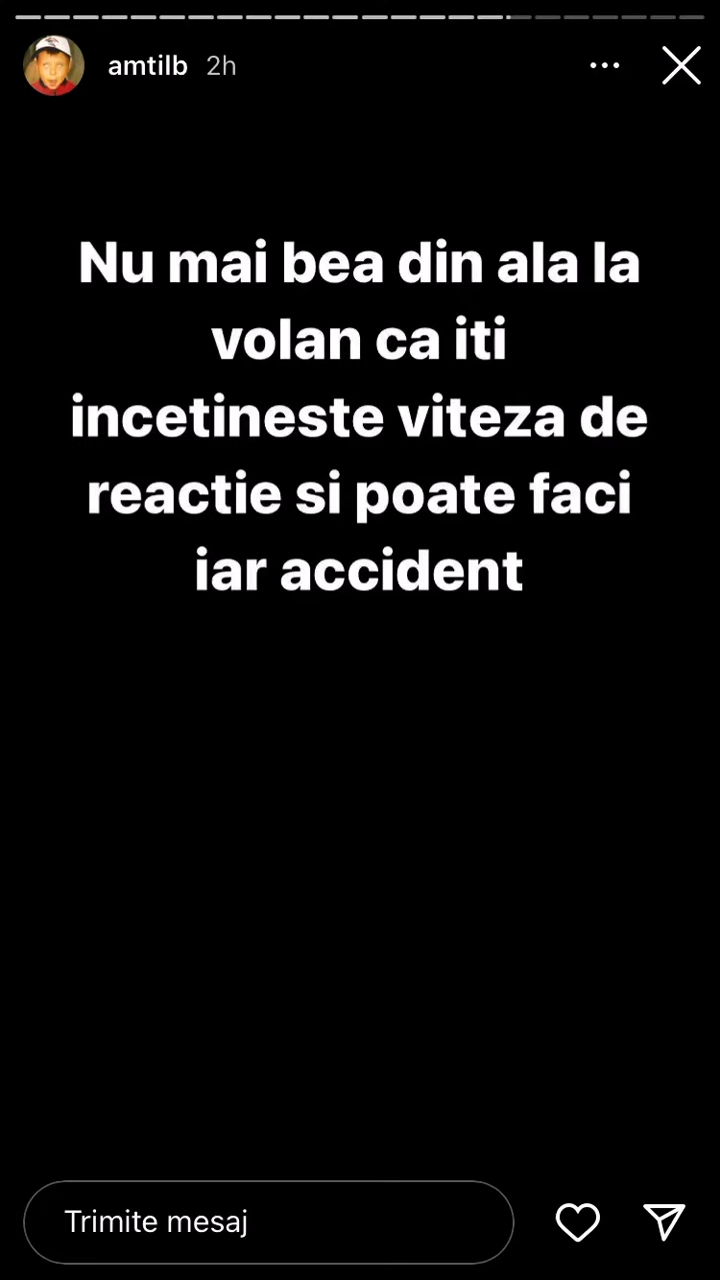 amtilb 2h
Nu mai bea din ala la
volan ca iti
incetineste viteza de
reactie si poate faci
iar accident
Trimite mesaj